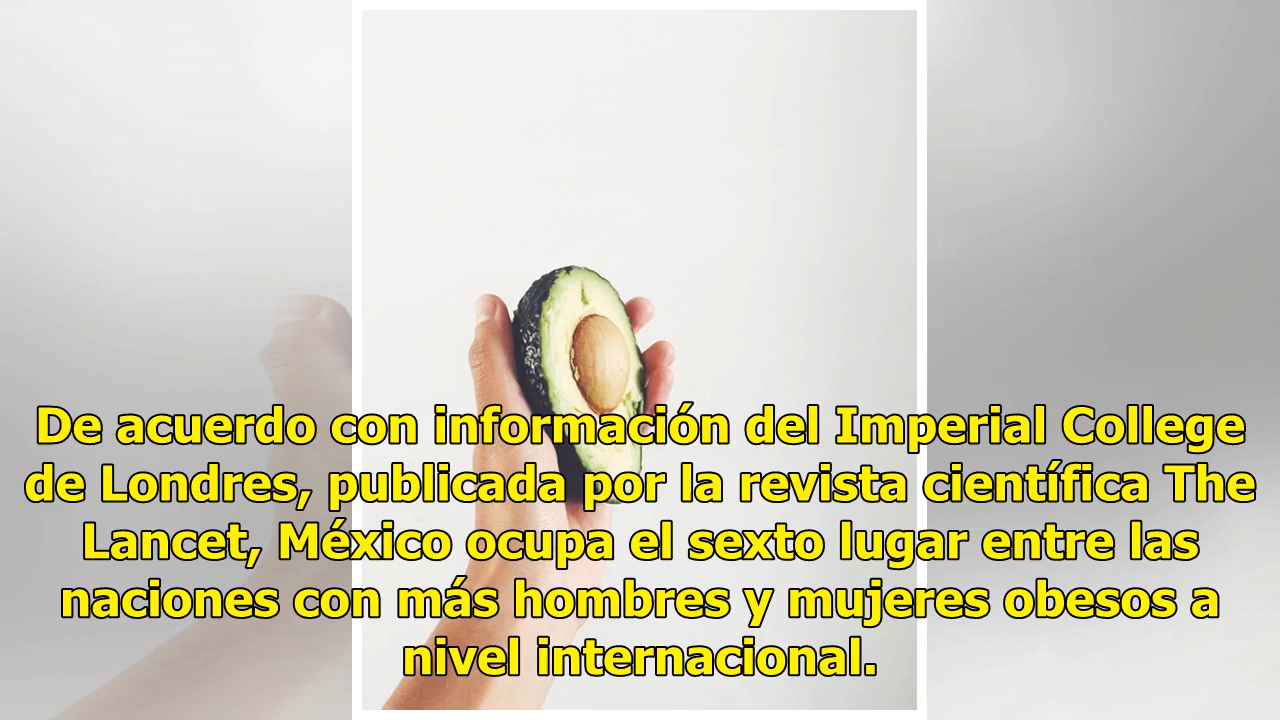 De acuerdo con información del Imperial College
de Londres, publicada por la revista científica The
Lancet, México ocupa el sexto lugar entre las
naciones con más hombres y mujeres obesos a
nivel internacional.